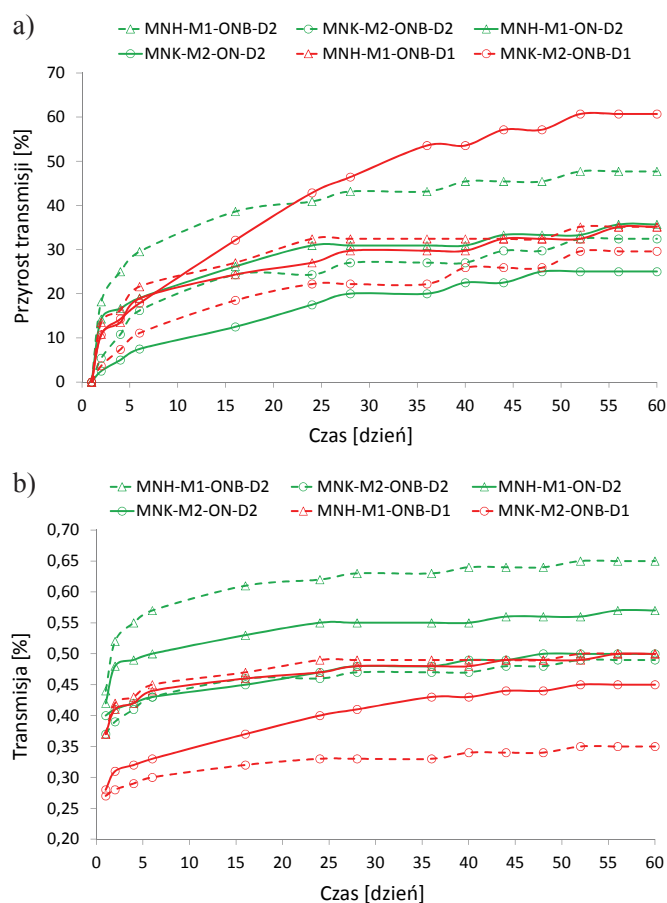 a)
MNH-M1-ONB-D2 MNK-M2-ONB-D2 MNH-M1-ON-D2
MNK-M2-ON-D2 MNH-M1-ONB-D1 MNK-M2-ONB-D1
Przyrost transmisji [%]
70
60
50
40
30
20
10
0
0 5 10 15 20 25 30 35 40 45 50 55 60
Czas [dzień]
b)
MNH-M1-ONB-D2 MNK-M2-ONB-D2 MNH-M1-ON-D2
MNK-M2-ON-D2 MNH-M1-ONB-D1 MNK-M2-ONB-D1
Transmisja [%]
0,70
0,65
0,60
0,55
0,50
0,45
0,40
0,35
0,30
0,25
0,20
0 5 10 15 20 25 30 35 40 45 50 55 60
Czas [dzień]